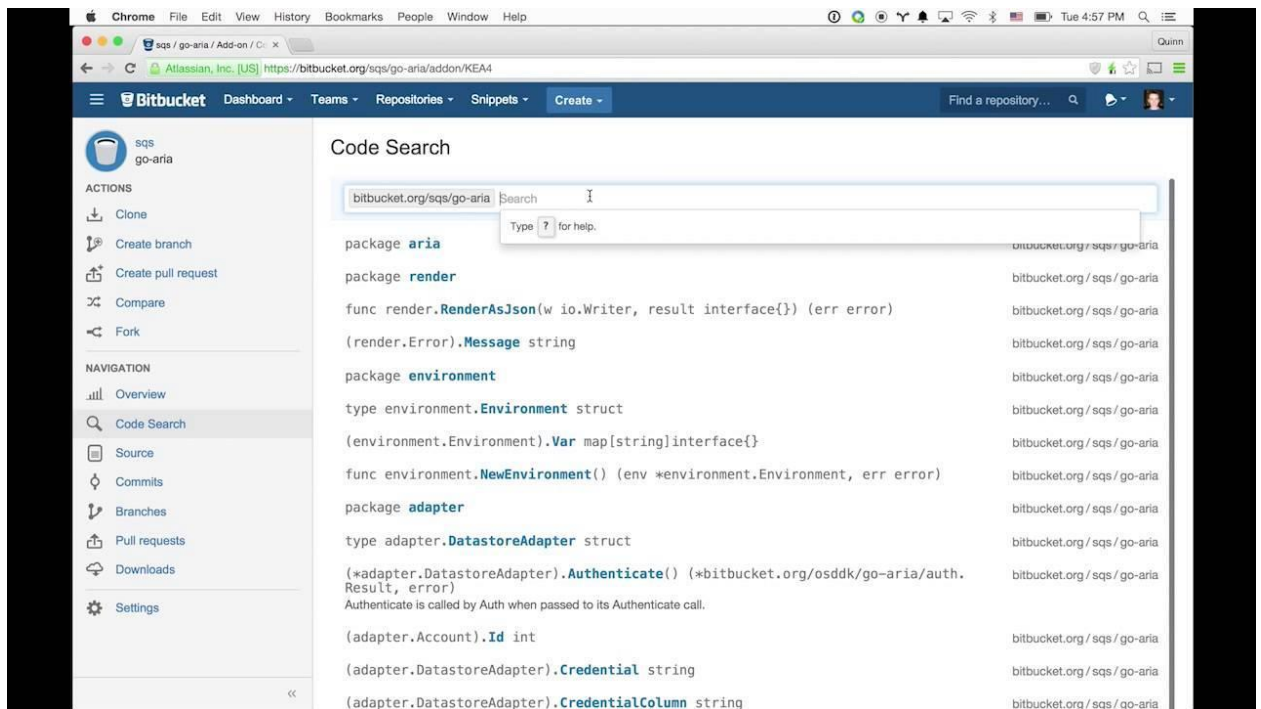 Chrome File Edit View History Bookmarks People Window Help Tue 4:57 PM
sqs / go-aria / Add-on / Co Quinn
Atlassian, Inc. [US] https://bitbucket.org/sqs/go-aria/addon/KEA4
Bitbucket Dashboard Teams Repositories Snippets Create Find a repository...
sqs
go-aria
ACTIONS
Clone
Create branch
Create pull request
Compare
Fork
NAVIGATION
Overview
Code Search
Source
Commits
Branches
Pull requests
Downloads
Settings
Code Search
bitbucket.org/sqs/go-aria Search
Type ? for help.
package aria bitbucket.org / sqs / go-aria
package render bitbucket.org / sqs / go-aria
func render.RenderAsJson(w io.Writer, result interface{}) (err error) bitbucket.org / sqs / go-aria
(render.Error).Message string bitbucket.org / sqs / go-aria
package environment bitbucket.org / sqs / go-aria
type environment.Environment struct bitbucket.org / sqs / go-aria
(environment.Environment).Var map[string]interface{} bitbucket.org / sqs / go-aria
func environment.NewEnvironment() (env *environment.Environment, err error) bitbucket.org / sqs / go-aria
package adapter bitbucket.org / sqs / go-aria
type adapter.DatastoreAdapter struct bitbucket.org / sqs / go-aria
(*adapter.DatastoreAdapter).Authenticate() (*bitbucket.org/osddk/go-aria/auth. bitbucket.org / sqs / go-aria
Result, error)
Authenticate is called by Auth when passed to its Authenticate call.
(adapter.Account).Id int bitbucket.org / sqs / go-aria
(adapter.DatastoreAdapter).Credential string bitbucket.org / sqs / go-aria
(adapter.DatastoreAdapter).CredentialColumn string bitbucket.org / sqs / go-aria